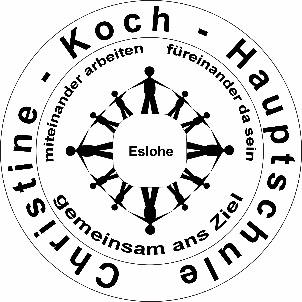 Christine - Koch - Hauptschule
miteinander arbeiten
füreinander da sein
Eslohe
gemeinsam ans Ziel